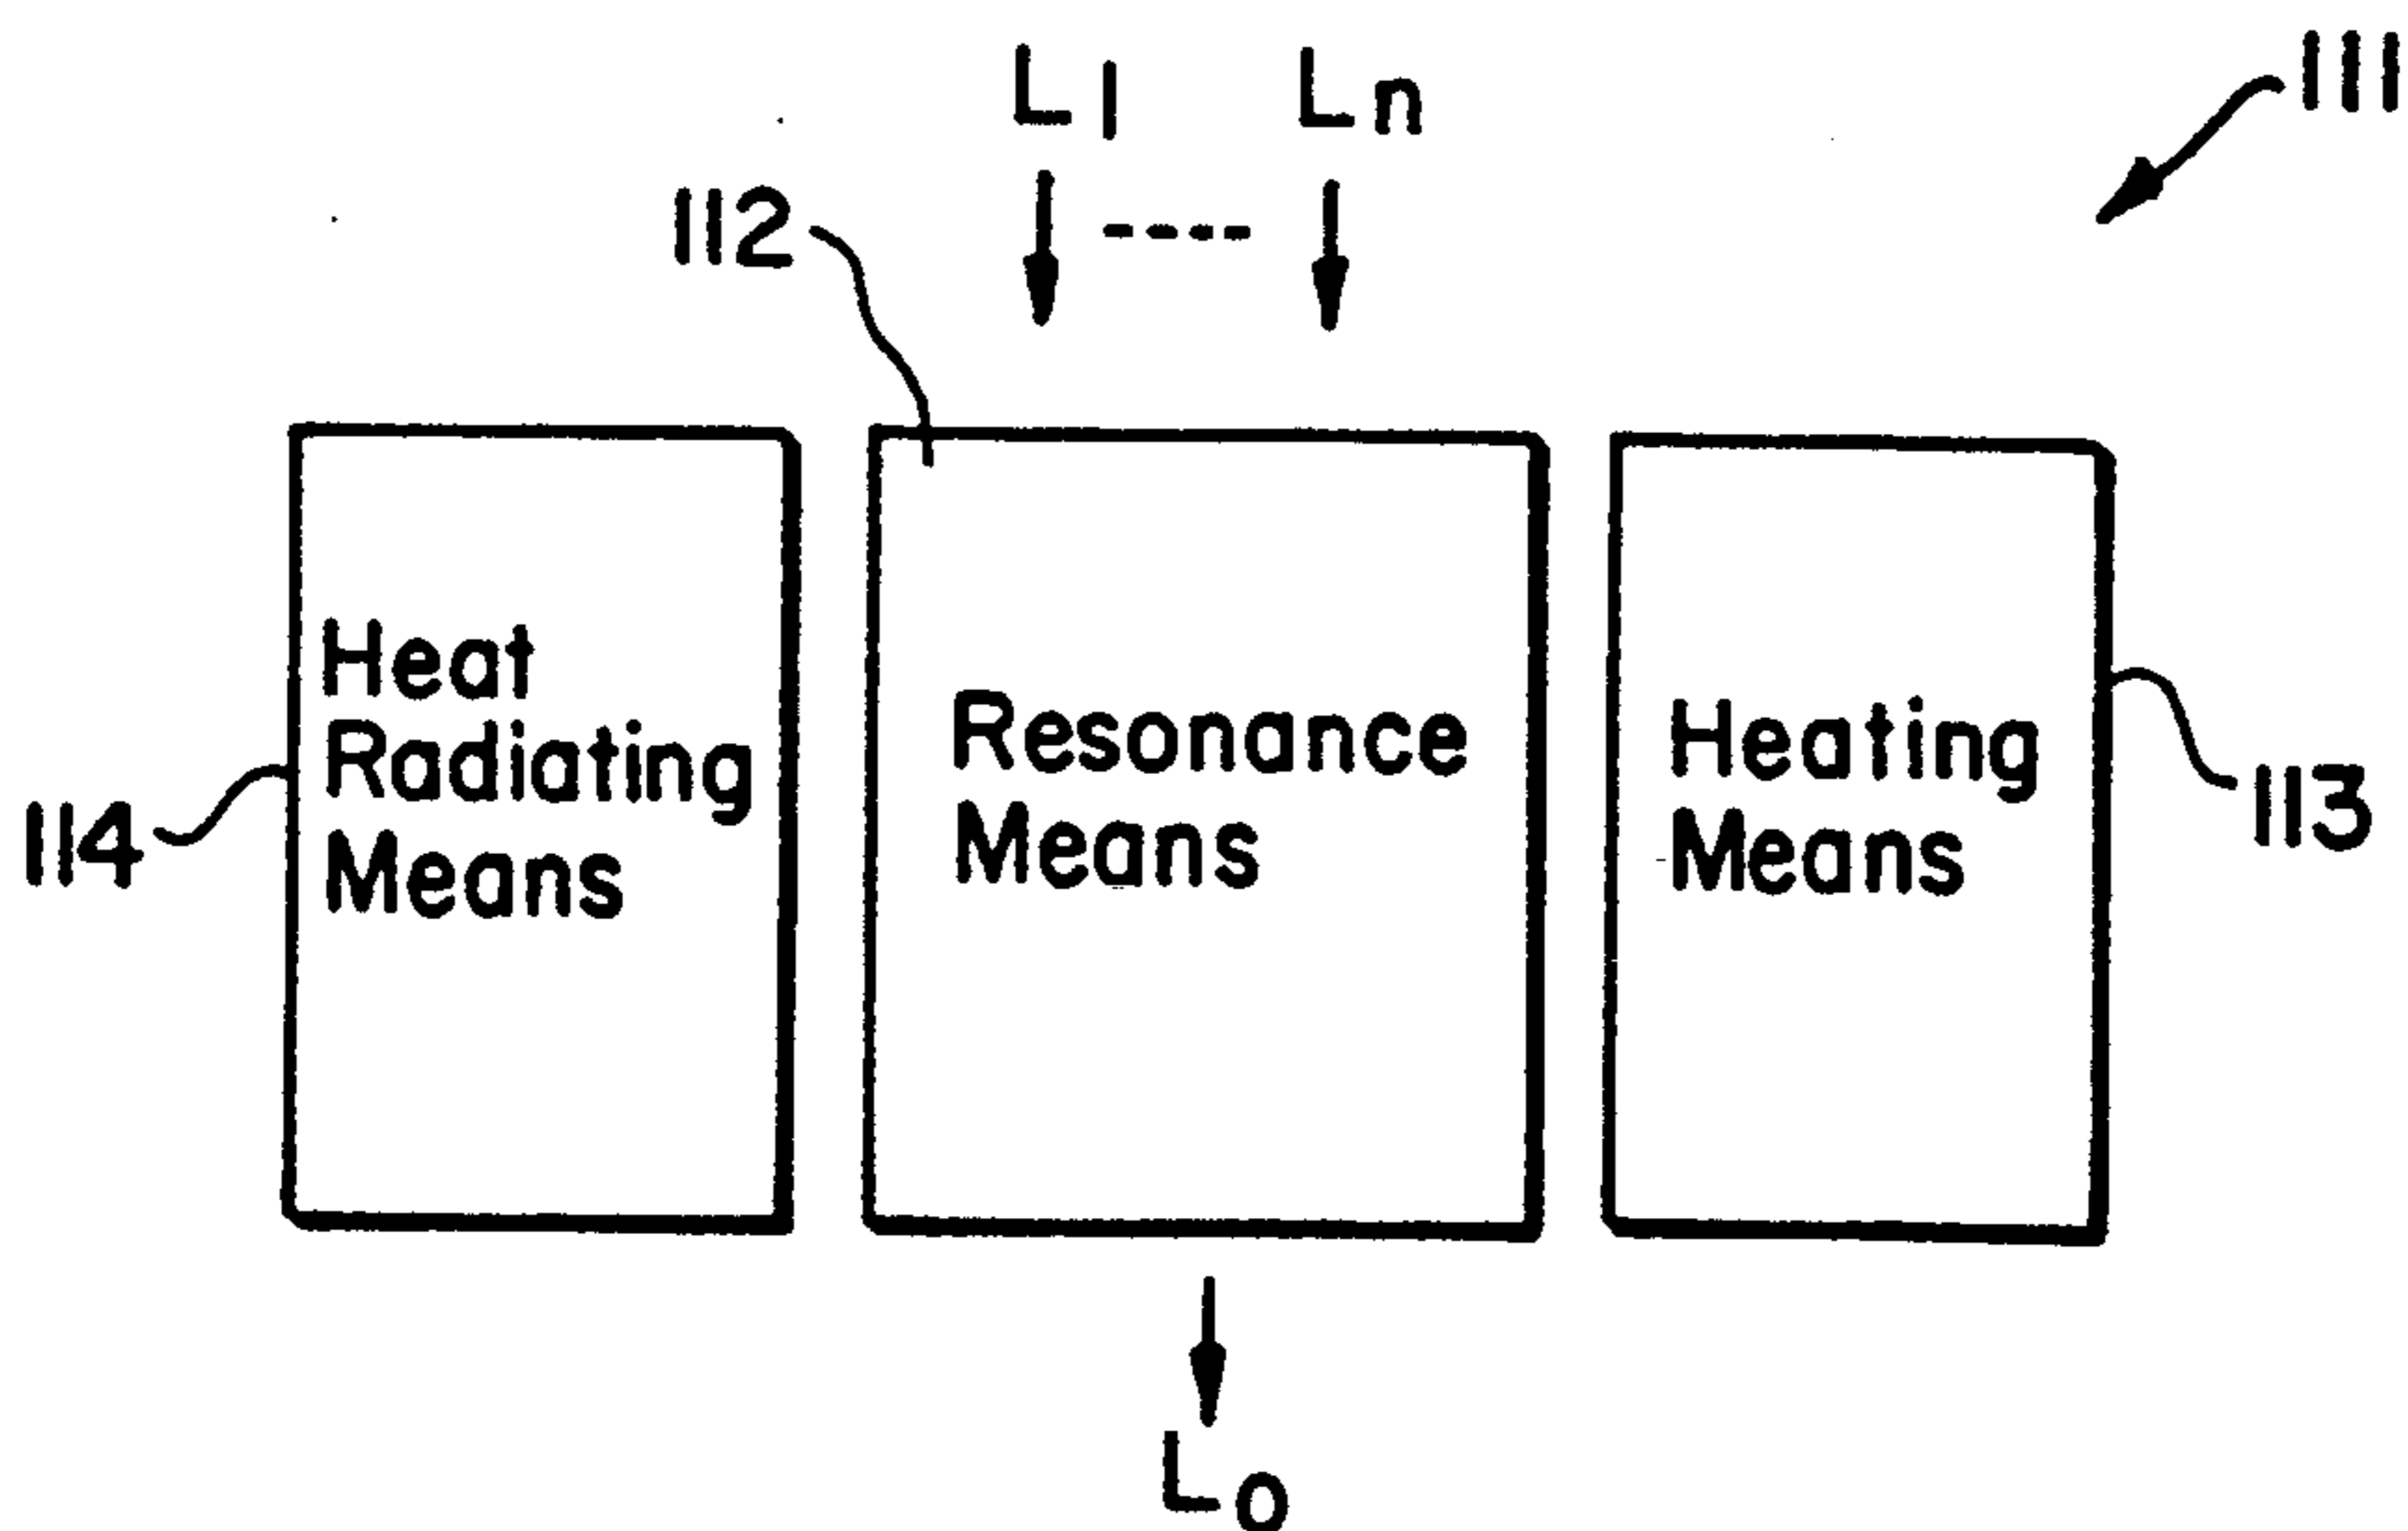 L1 Ln
111
112
Heat
Radiating
Means
Resonance
Means
Heating
Means
114
113
Lo